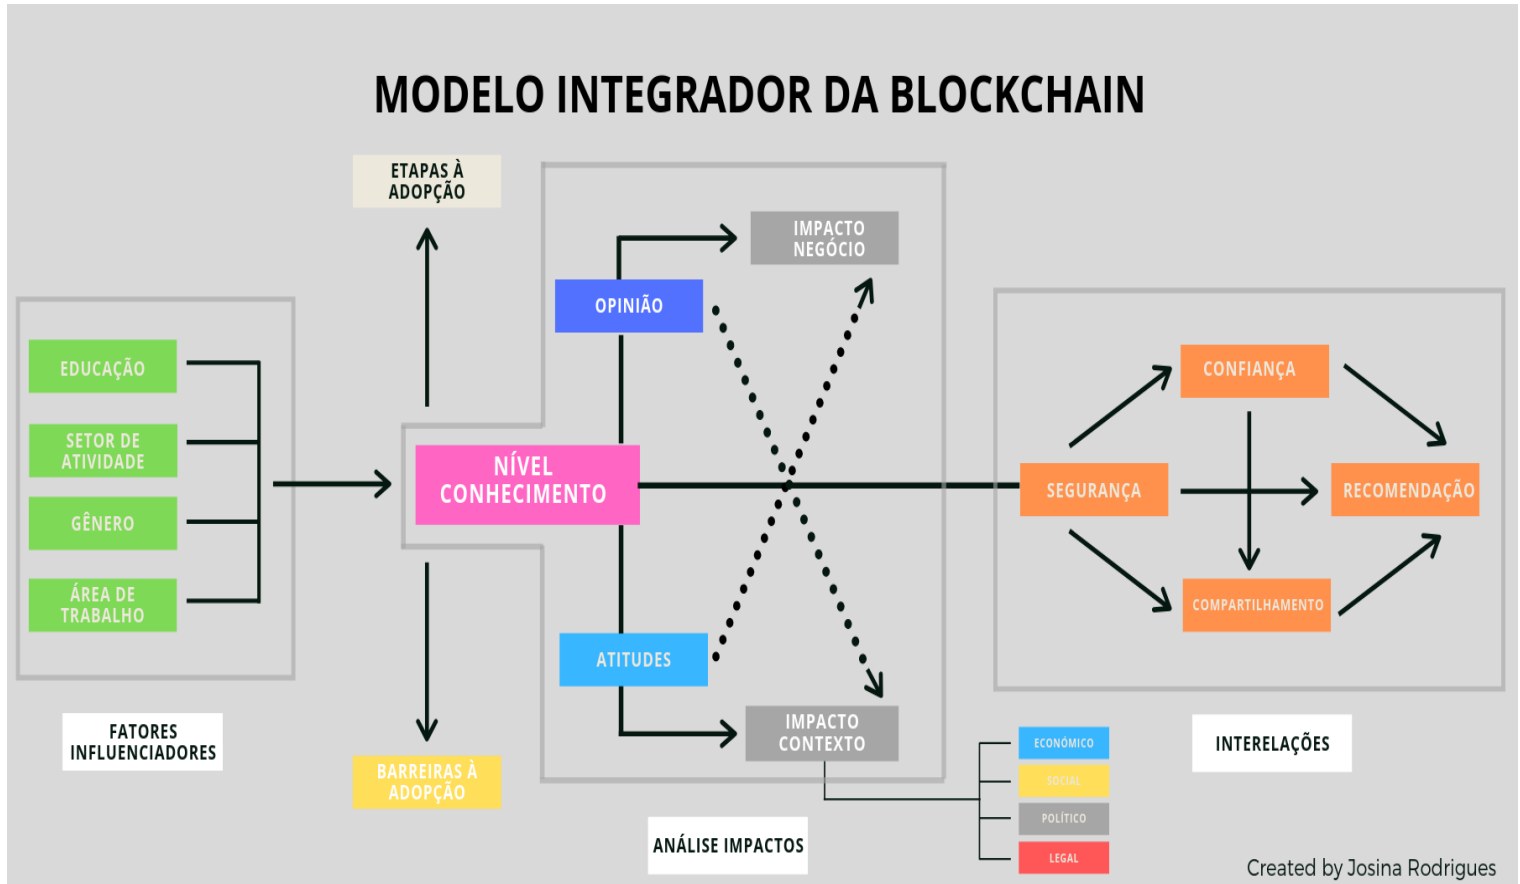 MODELO INTEGRADOR DA BLOCKCHAIN
ETAPAS À
ADOPÇÃO
IMPACTO
NEGÓCIO
OPINIÃO
EDUCAÇÃO
SETOR DE
ATIVIDADE
GÊNERO
ÁREA DE
TRABALHO
NÍVEL
CONHECIMENTO
CONFIANÇA
SEGURANÇA
RECOMENDAÇÃO
COMPARTILHAMENTO
ATITUDES
IMPACTO
CONTEXTO
FATORES
INFLUENCIADORES
BARREIRAS À
ADOPÇÃO
ANÁLISE IMPACTOS
ECONÓMICO
SOCIAL
POLÍTICO
LEGAL
INTERELAÇÕES
Created by Josina Rodrigues